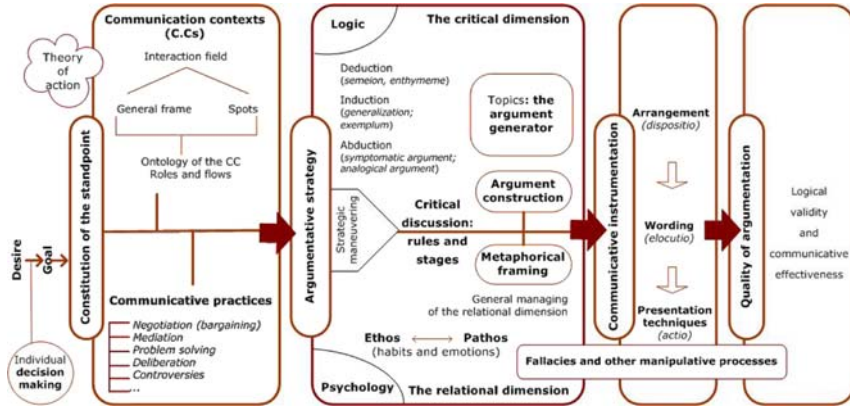 Theory
of
action
Desire
Goal
Individual
decision
making
Constitution of the standpoint
Communication contexts
(C.Cs)
Interaction field
General frame
Spots
Ontology of the CC
Roles and flows
Communicative practices
Negotiation (bargaining)
Mediation
Problem solving
Deliberation
Controversies
...
Argumentative strategy
Logic
The critical dimension
Deduction
(semeion, enthymeme)
Induction
(generalization;
exemplum)
Abduction
(symptomatic argument;
analogical argument)
Topics: the
argument
generator
Strategic
maneuvering
Critical
discussion:
rules and
stages
Argument
construction
Metaphorical
framing
General managing
of the relational dimension
Ethos
Pathos
(habits and emotions)
Psychology
The relational dimension
Communicative instrumentation
Arrangement
(dispositio)
Wording
(elocutio)
Presentation
techniques
(actio)
Fallacies and other manipulative processes
Quality of argumentation
Logical
validity
and
communicative
effectiveness